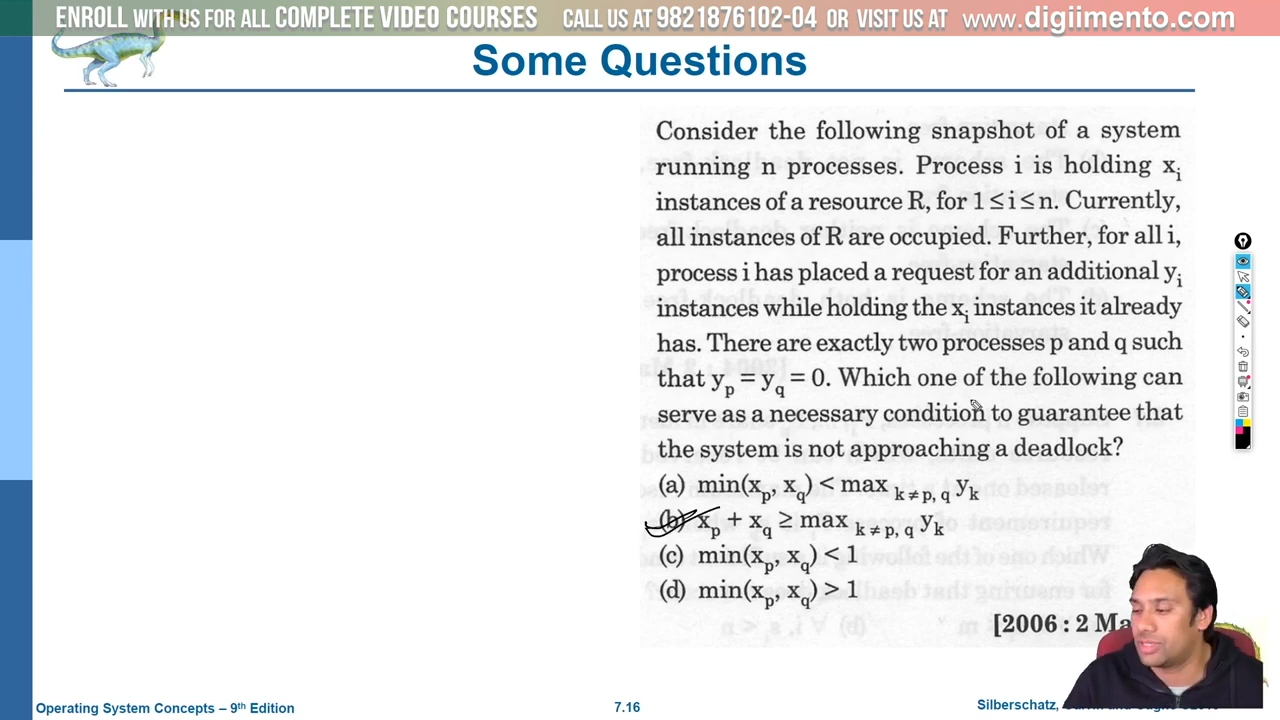 ENROLL WITH US FOR ALL COMPLETE VIDEO COURSES CALL US AT 9821876102-04 OR VISIT US AT www.digiimento.com
Some Questions
Consider the following snapshot of a system
running n processes. Process i is holding xi
instances of a resource R, for 1 ≤ i ≤ n. Currently,
all instances of R are occupied. Further, for all i,
process i has placed a request for an additional yi
instances while holding the xi instances it already
has. There are exactly two processes p and q such
that yp = yq = 0. Which one of the following can
serve as a necessary condition to guarantee that
the system is not approaching a deadlock?
(a) min(xp, xq) < max k≠p, q yk
(b) xp + xq ≥ max k≠p, q yk
(c) min(xp, xq) < 1
(d) min(xp, xq) > 1
[2006 : 2
Operating System Concepts – 9th Edition
7.16
Silberschatz,